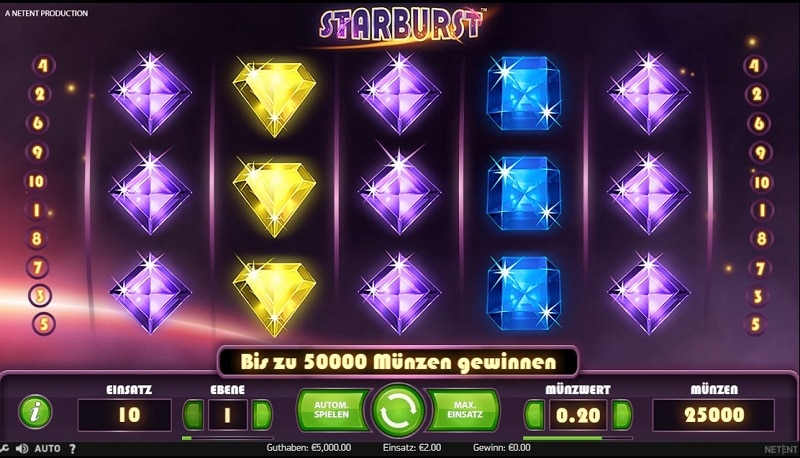 A NETENT PRODUCTION
STARBURST™
4 4
2 2
6 6
9 9
10 10
1 1
8 8
7 7
3 3
5 5
Bis zu 50000 Münzen gewinnen
EINSATZ EBENE MÜNZWERT MÜNZEN
10 1 AUTOM. SPIELEN MAX. EINSATZ 0.20 25000
AUTO ? Guthaben: €5,000.00 Einsatz: €2.00 Gewinn: €0.00 NETENT